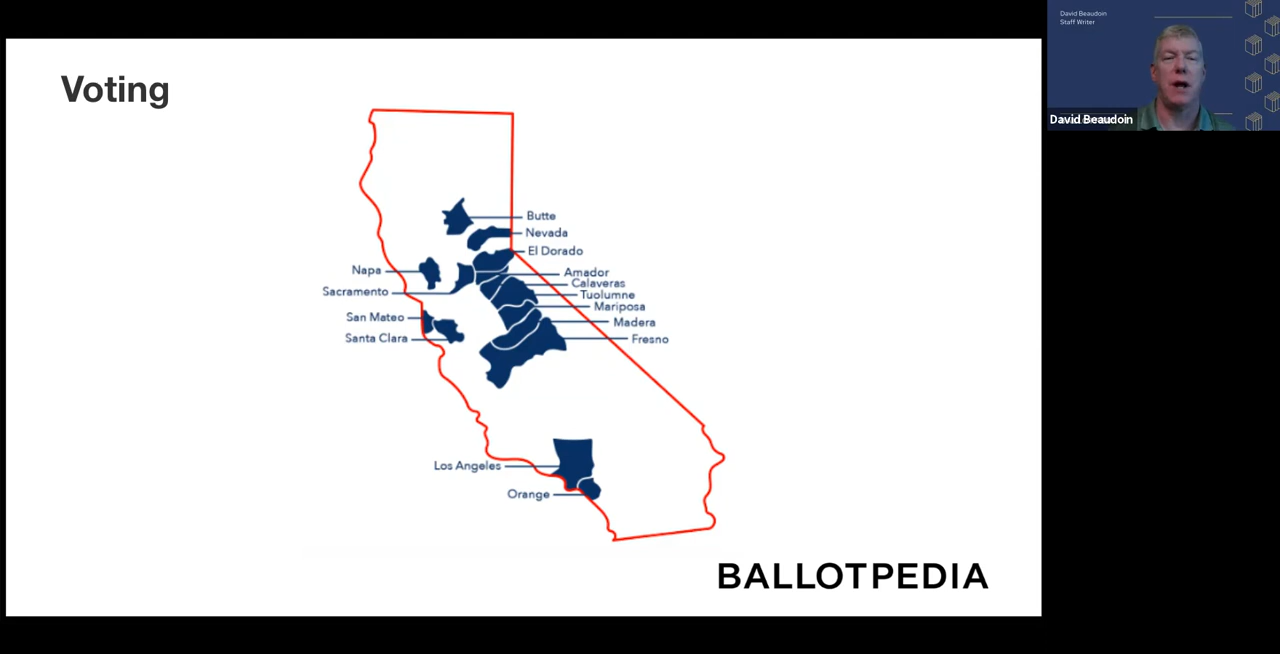 Voting
Butte
Nevada
El Dorado
Napa
Amador
Calaveras
Sacramento
Tuolumne
Mariposa
San Mateo
Madera
Santa Clara
Fresno
Los Angeles
Orange
BALLOTPEDIA
David Beaudoin
Staff Writer
David Beaudoin